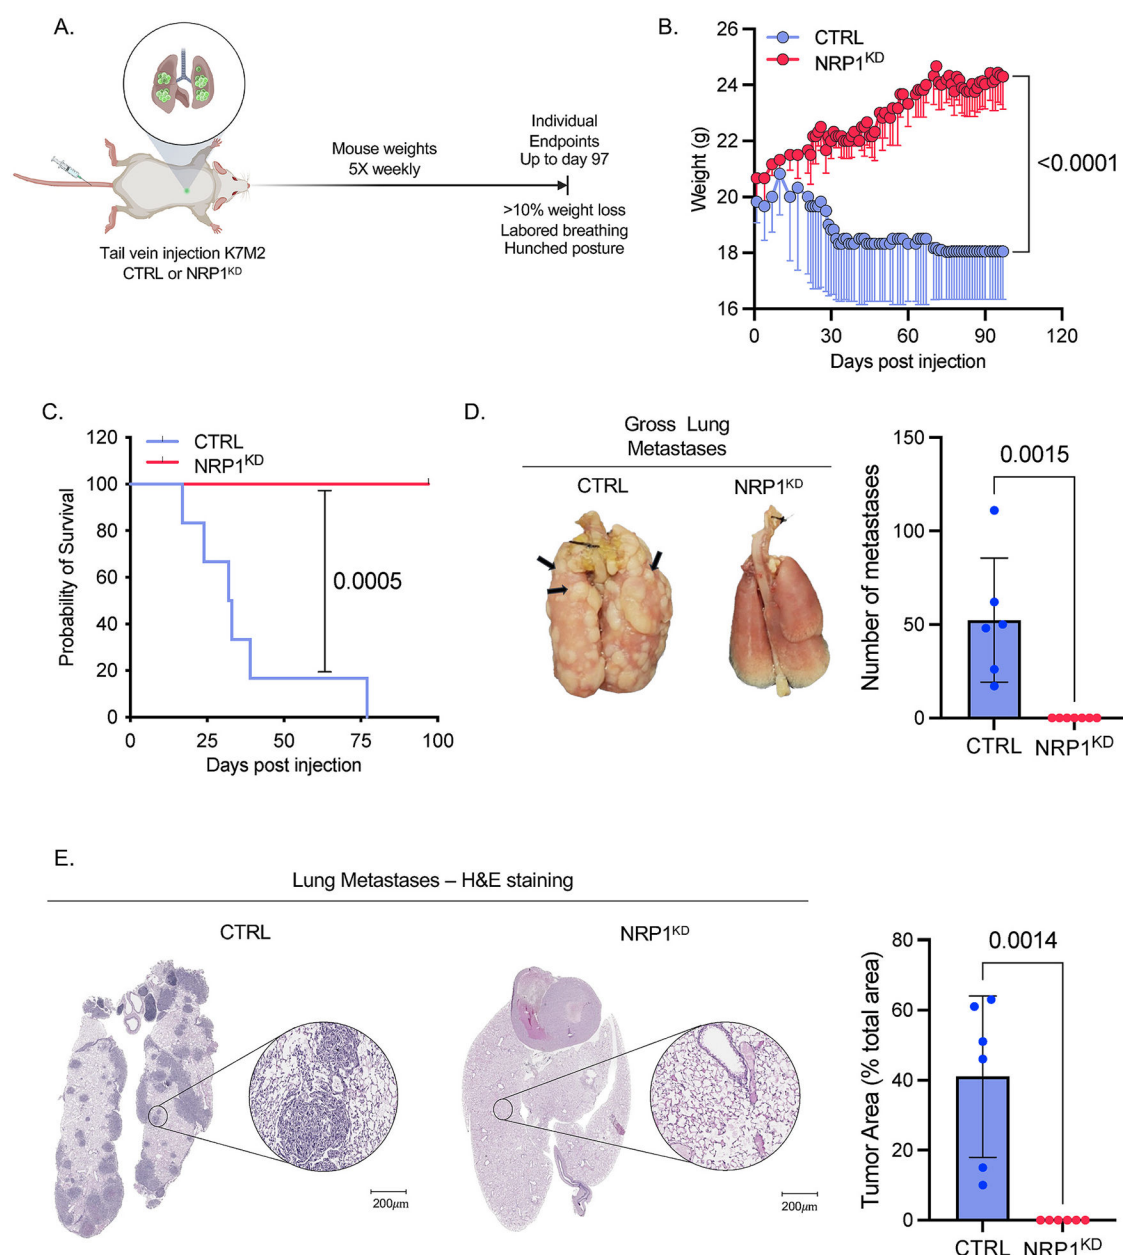 A.
Individual
Endpoints
Up to day 97
Mouse weights
5X weekly
>10% weight loss
Labored breathing
Hunched posture
Tail vein injection K7M2
CTRL or NRP1KD
B.
CTRL
NRP1KD
26
24
22
20
18
16
Weight (g)
<0.0001
0 30 60 90 120
Days post injection
C.
CTRL
NRP1KD
120
100
80
60
40
20
0
Probability of Survival
0.0005
0 25 50 75 100
Days post injection
D.
Gross Lung
Metastases
CTRL NRP1KD
150
100
50
0
Number of metastases
0.0015
CTRL NRP1KD
E.
Lung Metastases – H&E staining
CTRL NRP1KD
200μm
200μm
80
60
40
20
0
Tumor Area (% total area)
0.0014
CTRL NRP1KD